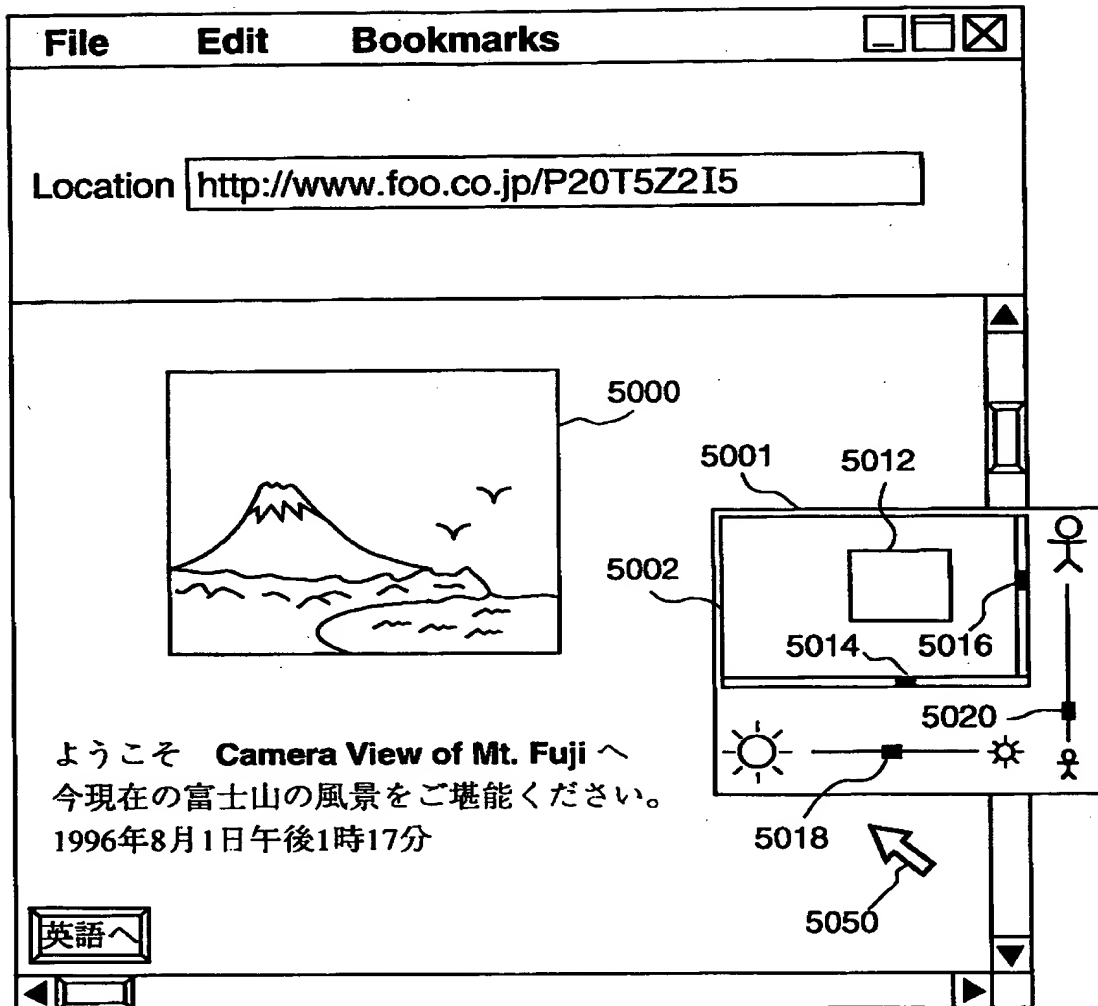 File Edit Bookmarks
Location http://www.foo.co.jp/P20T5Z2I5
5000
5001 5012
5002
5014 5016
5020
ようこそ Camera View of Mt. Fuji へ
今現在の富士山の風景をご堪能ください。
1996年8月1日午後1時17分
5018
5050
英語へ